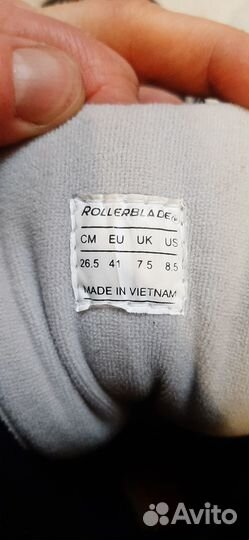 ROLLERBLADE
CM EU UK US
26.5 41 7.5 8.5
MADE IN VIETNAM
Avito